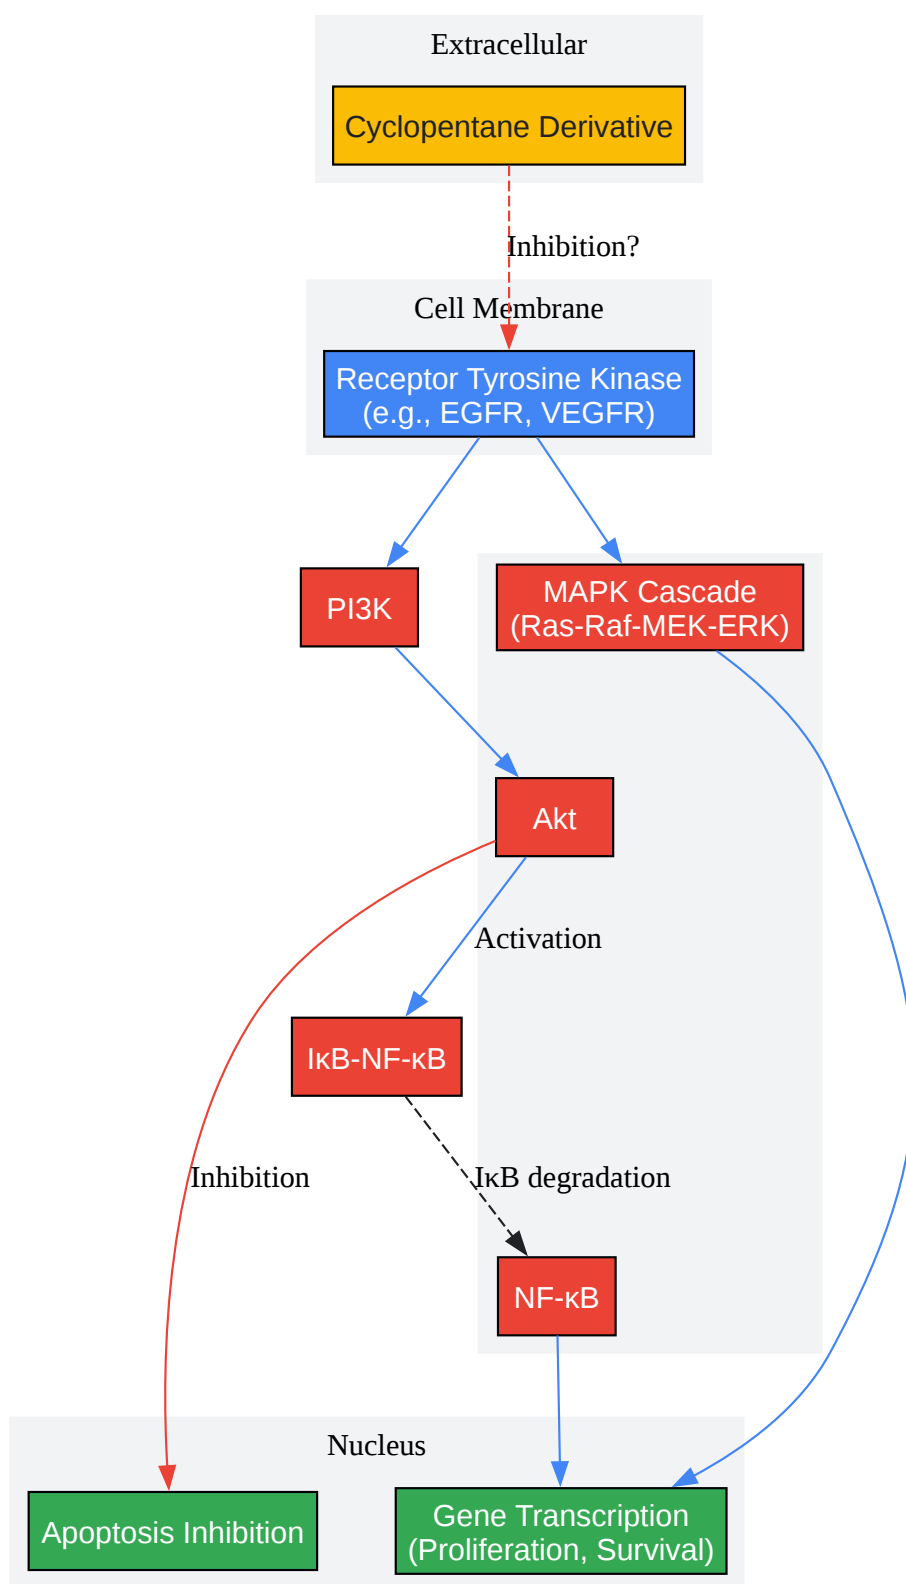 Extracellular
Cyclopentane Derivative
Inhibition?
Cell Membrane
Receptor Tyrosine Kinase
(e.g., EGFR, VEGFR)
MAPK Cascade
(Ras-Raf-MEK-ERK)
PI3K
Akt
Activation
IκB-NF-κB
Inhibition
IκB degradation
NF-κB
Nucleus
Apoptosis Inhibition
Gene Transcription
(Proliferation, Survival)